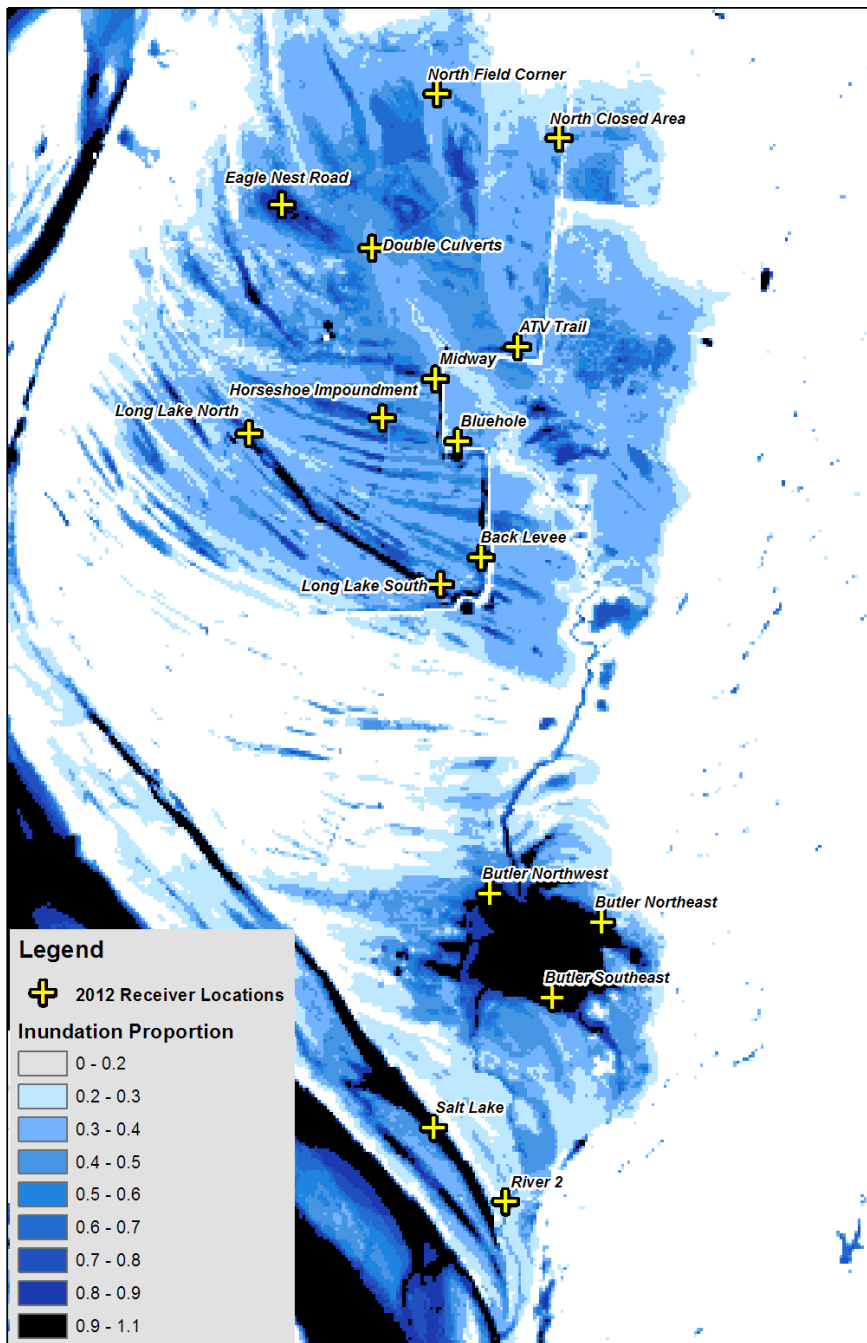 North Field Corner
North Closed Area
Eagle Nest Road
Double Culverts
ATV Trail
Midway
Horseshoe Impoundment
Long Lake North
Bluehole
Back Levee
Long Lake South
Butler Northwest
Butler Northeast
Butler Southeast
Salt Lake
River 2
Legend
2012 Receiver Locations
Inundation Proportion
0 - 0.2
0.2 - 0.3
0.3 - 0.4
0.4 - 0.5
0.5 - 0.6
0.6 - 0.7
0.7 - 0.8
0.8 - 0.9
0.9 - 1.1